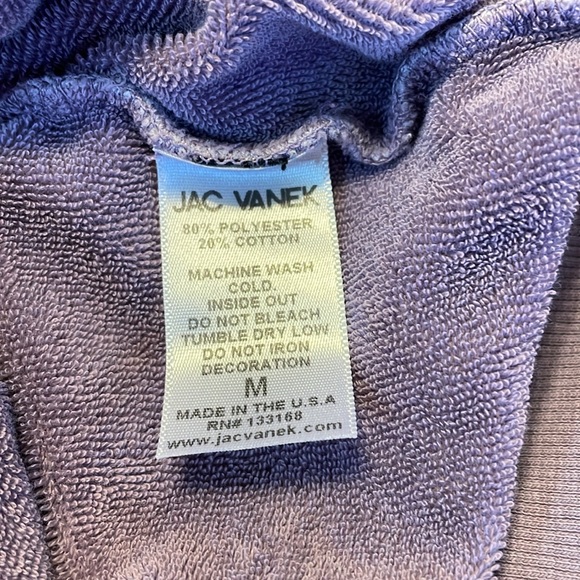 JAC VANEK
80% POLYESTER
20% COTTON
MACHINE WASH
COLD.
INSIDE OUT
DO NOT BLEACH
TUMBLE DRY LOW
DO NOT IRON
DECORATION
M
MADE IN THE U.S.A
RN# 133168
www.jacvanek.com